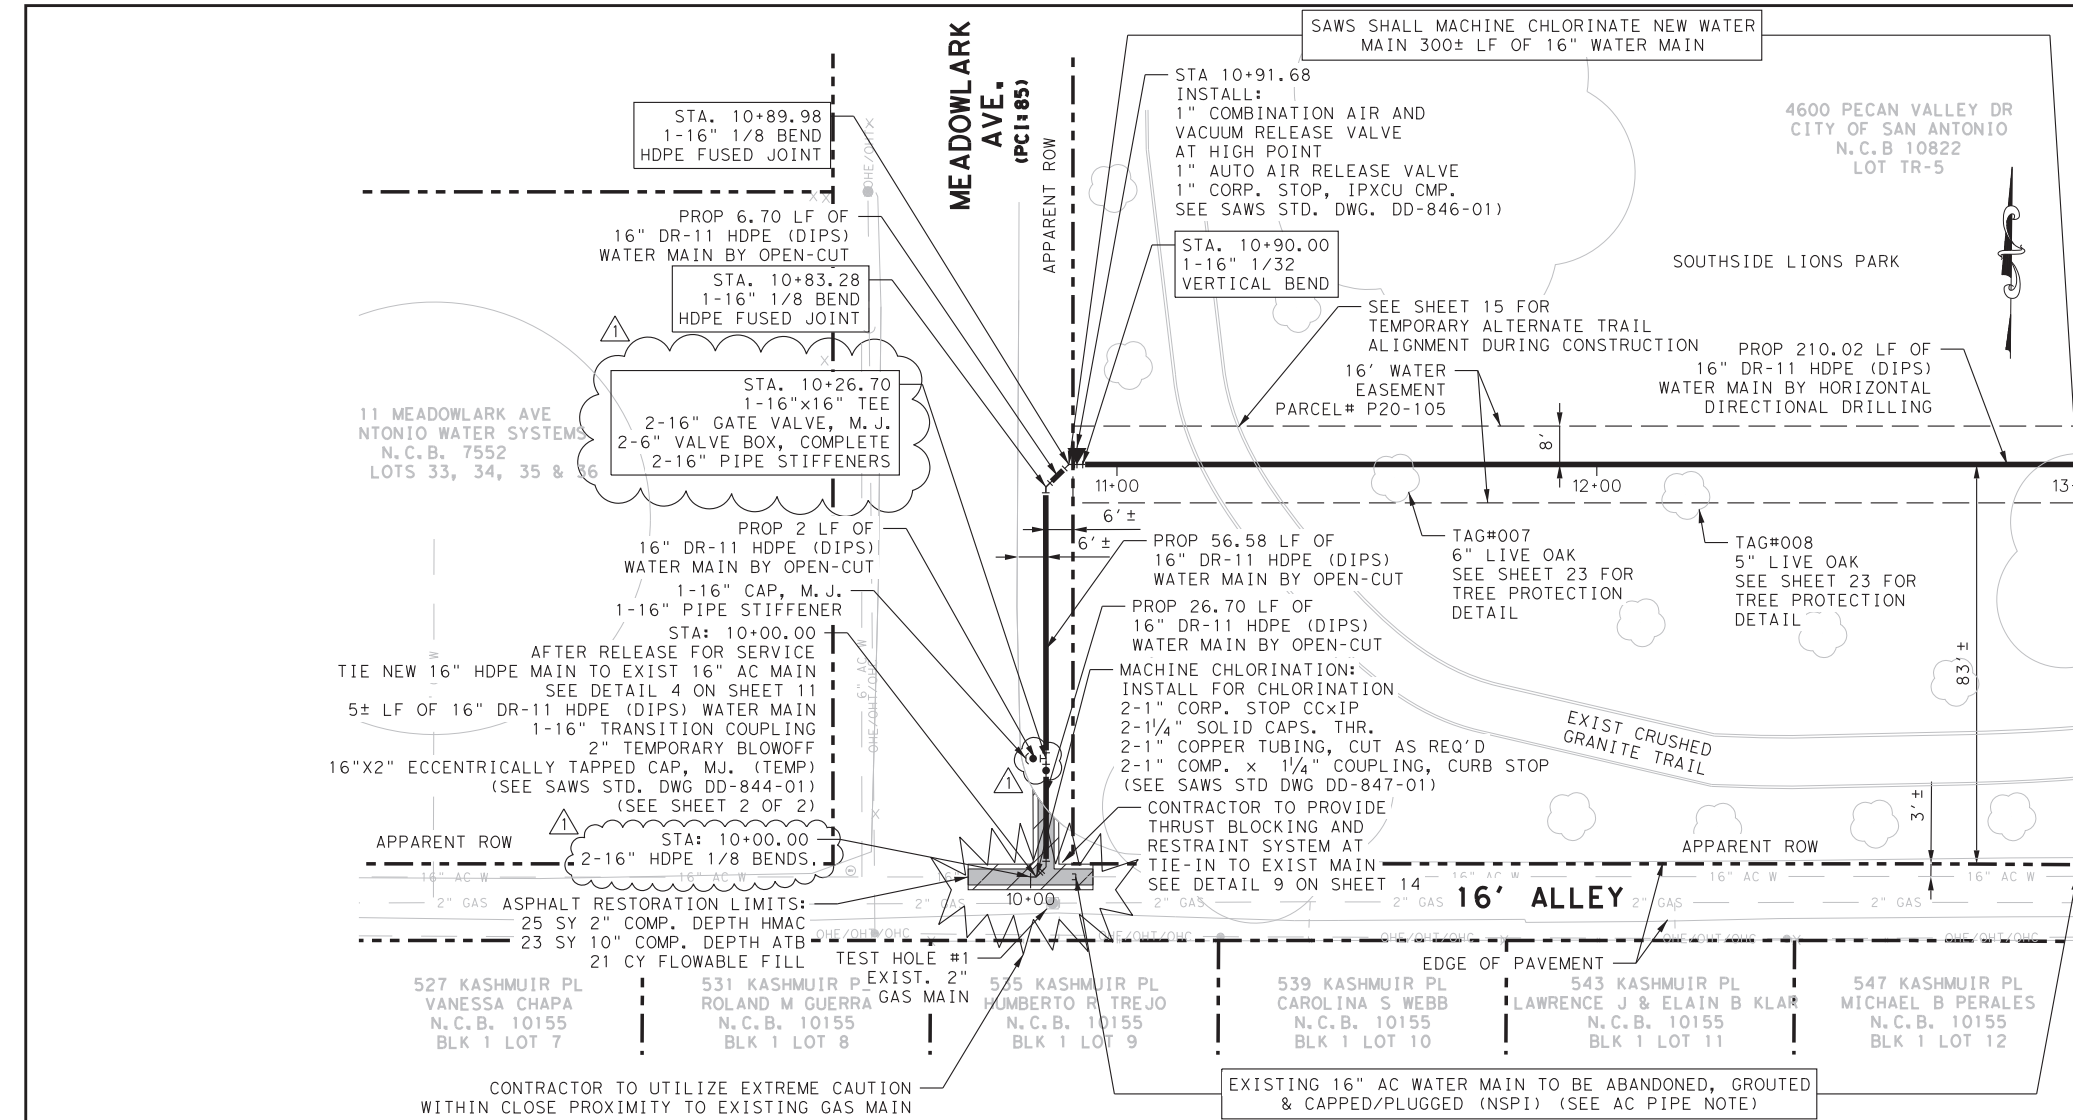 SAWS SHALL MACHINE CHLORINATE NEW WATER
MAIN 300± LF OF 16" WATER MAIN
MEADOWLARK
AVE.
(PCI:85)
APPARENT ROW
STA 10+91.68
INSTALL:
1" COMBINATION AIR AND
VACUUM RELEASE VALVE
AT HIGH POINT
1" AUTO AIR RELEASE VALVE
1" CORP. STOP, IPXCU CMP.
SEE SAWS STD. DWG. DD-846-01)
4600 PECAN VALLEY DR
CITY OF SAN ANTONIO
N.C.B 10822
LOT TR-5
STA. 10+89.98
1-16" 1/8 BEND
HDPE FUSED JOINT
OHE/OHT
PROP 6.70 LF OF
16" DR-11 HDPE (DIPS)
WATER MAIN BY OPEN-CUT
STA. 10+83.28
1-16" 1/8 BEND
HDPE FUSED JOINT
STA. 10+90.00
1-16" 1/32
VERTICAL BEND
SOUTHSIDE LIONS PARK
SEE SHEET 15 FOR
TEMPORARY ALTERNATE TRAIL
ALIGNMENT DURING CONSTRUCTION
PROP 210.02 LF OF
16" DR-11 HDPE (DIPS)
WATER MAIN BY HORIZONTAL
DIRECTIONAL DRILLING
16' WATER
EASEMENT
PARCEL# P20-105
1
STA. 10+26.70
1-16"x16" TEE
2-16" GATE VALVE, M.J.
2-6" VALVE BOX, COMPLETE
2-16" PIPE STIFFENERS
11 MEADOWLARK AVE
NTONIO WATER SYSTEMS
N.C.B. 7552
LOTS 33, 34, 35 & 36
8'
11+00
12+00
13+
6'±
6'±
PROP 2 LF OF
16" DR-11 HDPE (DIPS)
WATER MAIN BY OPEN-CUT
1-16" CAP, M.J.
1-16" PIPE STIFFENER
PROP 56.58 LF OF
16" DR-11 HDPE (DIPS)
WATER MAIN BY OPEN-CUT
TAG#007
6" LIVE OAK
SEE SHEET 23 FOR
TREE PROTECTION
DETAIL
TAG#008
5" LIVE OAK
SEE SHEET 23 FOR
TREE PROTECTION
DETAIL
PROP 26.70 LF OF
16" DR-11 HDPE (DIPS)
WATER MAIN BY OPEN-CUT
STA: 10+00.00
AFTER RELEASE FOR SERVICE
TIE NEW 16" HDPE MAIN TO EXIST 16" AC MAIN
SEE DETAIL 4 ON SHEET 11
5± LF OF 16" DR-11 HDPE (DIPS) WATER MAIN
1-16" TRANSITION COUPLING
2" TEMPORARY BLOWOFF
16"X2" ECCENTRICALLY TAPPED CAP, MJ. (TEMP)
(SEE SAWS STD. DWG DD-844-01)
(SEE SHEET 2 OF 2)
6" AC W
OHE/OHT/OHC
MACHINE CHLORINATION:
INSTALL FOR CHLORINATION
2-1" CORP. STOP CCxIP
2-1¼" SOLID CAPS. THR.
2-1" COPPER TUBING, CUT AS REQ'D
2-1" COMP. x 1¼" COUPLING, CURB STOP
(SEE SAWS STD DWG DD-847-01)
83'±
EXIST CRUSHED
GRANITE TRAIL
1
CONTRACTOR TO PROVIDE
THRUST BLOCKING AND
RESTRAINT SYSTEM AT
TIE-IN TO EXIST MAIN
SEE DETAIL 9 ON SHEET 14
3'±
1
STA: 10+00.00
2-16" HDPE 1/8 BENDS
APPARENT ROW
APPARENT ROW
16" AC W
16" AC W
16" AC W
16" AC W
16" AC W
10+00
16' ALLEY
2" GAS
2" GAS
2" GAS
2" GAS
2" GAS
2" GAS
ASPHALT RESTORATION LIMITS:
25 SY 2" COMP. DEPTH HMAC
23 SY 10" COMP. DEPTH ATB
21 CY FLOWABLE FILL
OHE/OHT/OHC
OHE/OHT/OHC
OHE/OHT/OHC
OHE/OHT/OHC
OHE/OHT/OHC
TEST HOLE #1
EXIST. 2"
GAS MAIN
EDGE OF PAVEMENT
527 KASHMUIR PL
VANESSA CHAPA
N.C.B. 10155
BLK 1 LOT 7
531 KASHMUIR P
ROLAND M GUERRA
N.C.B. 10155
BLK 1 LOT 8
535 KASHMUIR PL
HUMBERTO R TREJO
N.C.B. 10155
BLK 1 LOT 9
539 KASHMUIR PL
CAROLINA S WEBB
N.C.B. 10155
BLK 1 LOT 10
543 KASHMUIR PL
LAWRENCE J & ELAIN B KLAR
N.C.B. 10155
BLK 1 LOT 11
547 KASHMUIR PL
MICHAEL B PERALES
N.C.B. 10155
BLK 1 LOT 12
CONTRACTOR TO UTILIZE EXTREME CAUTION
WITHIN CLOSE PROXIMITY TO EXISTING GAS MAIN
EXISTING 16" AC WATER MAIN TO BE ABANDONED, GROUTED
& CAPPED/PLUGGED (NSPI) (SEE AC PIPE NOTE)